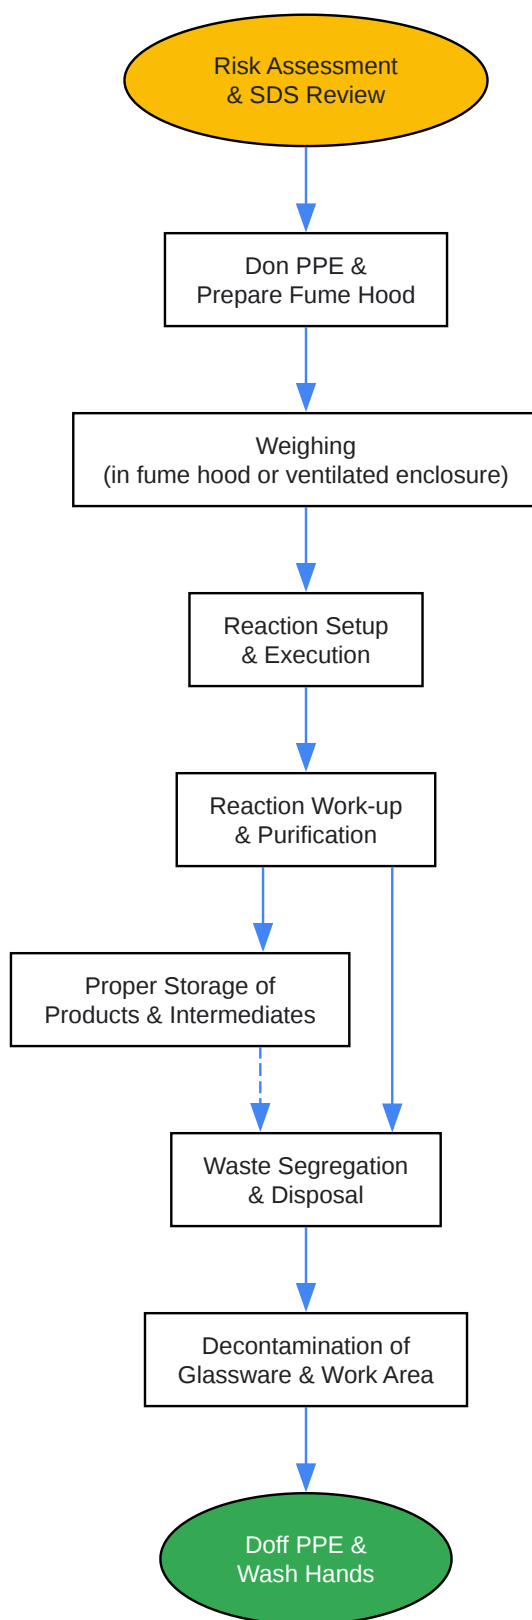 Risk Assessment
& SDS Review
Don PPE &
Prepare Fume Hood
Weighing
(in fume hood or ventilated enclosure)
Reaction Setup
& Execution
Reaction Work-up
& Purification
Proper Storage of
Products & Intermediates
Waste Segregation
& Disposal
Decontamination of
Glassware & Work Area
Doff PPE &
Wash Hands